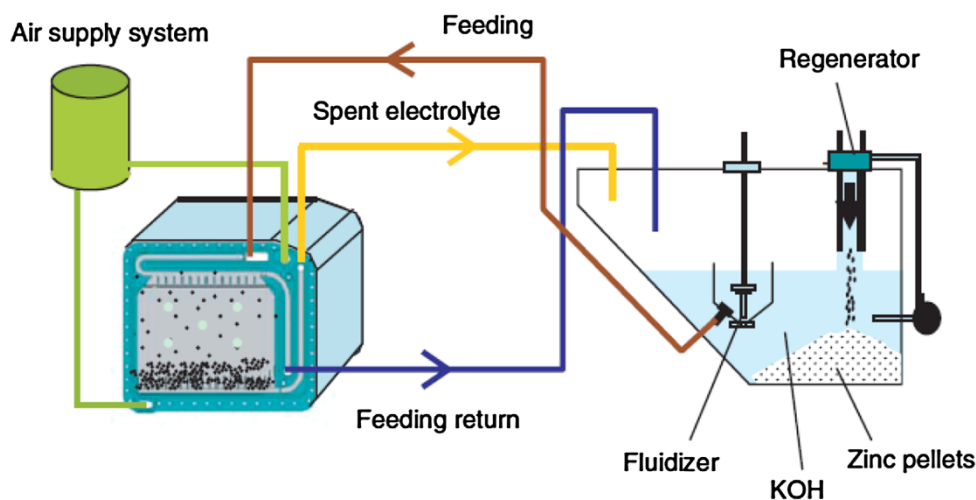 Air supply system
Feeding
Regenerator
Spent electrolyte
Feeding return
Fluidizer
KOH
Zinc pellets